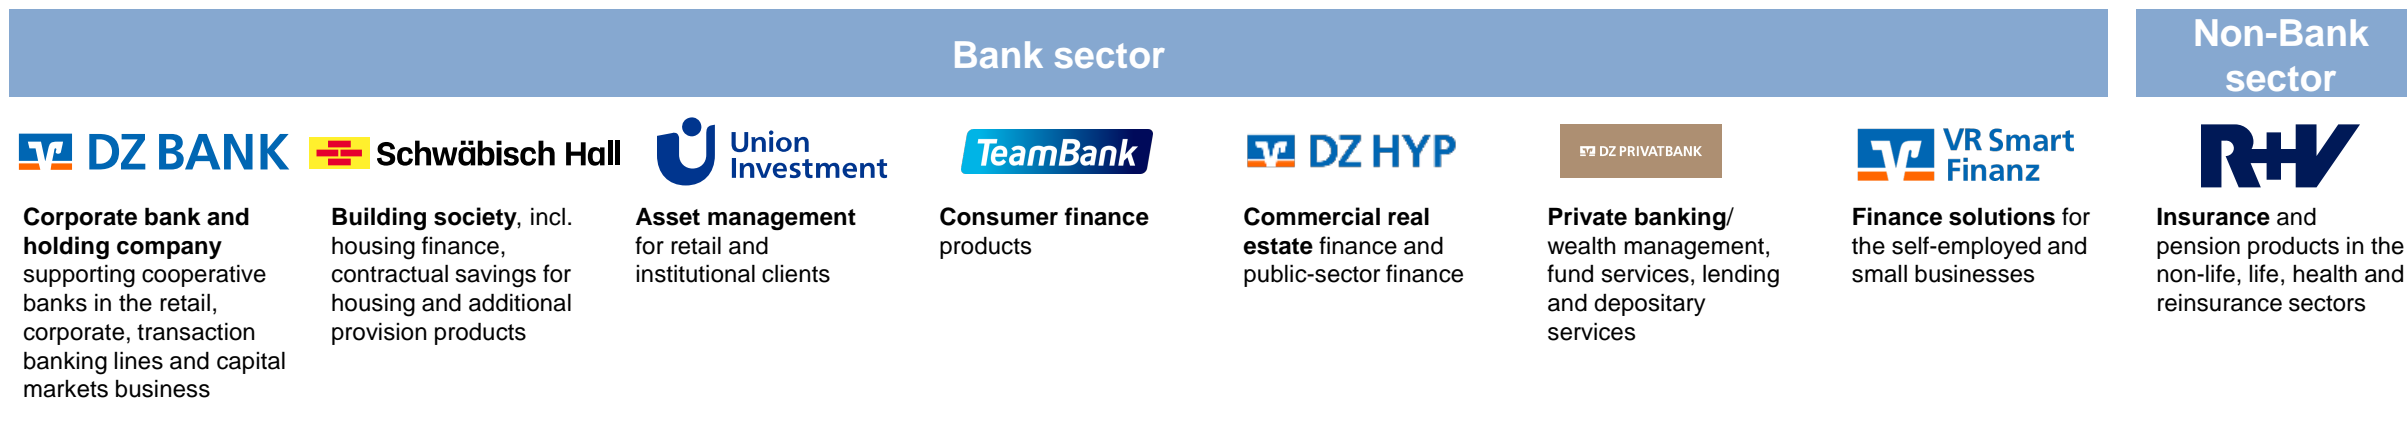 Bank sector
Non-Bank
sector
DZ BANK
Schwäbisch Hall
Union
Investment
TeamBank
DZ HYP
DZ PRIVATBANK
VR Smart
Finanz
R+V
Corporate bank and
holding company
supporting cooperative
banks in the retail,
corporate, transaction
banking lines and capital
markets business
Building society, incl.
housing finance,
contractual savings for
housing and additional
provision products
Asset management
for retail and
institutional clients
Consumer finance
products
Commercial real
estate finance and
public-sector finance
Private banking/
wealth management,
fund services, lending
and depositary
services
Finance solutions for
the self-employed and
small businesses
Insurance and
pension products in the
non-life, life, health and
reinsurance sectors